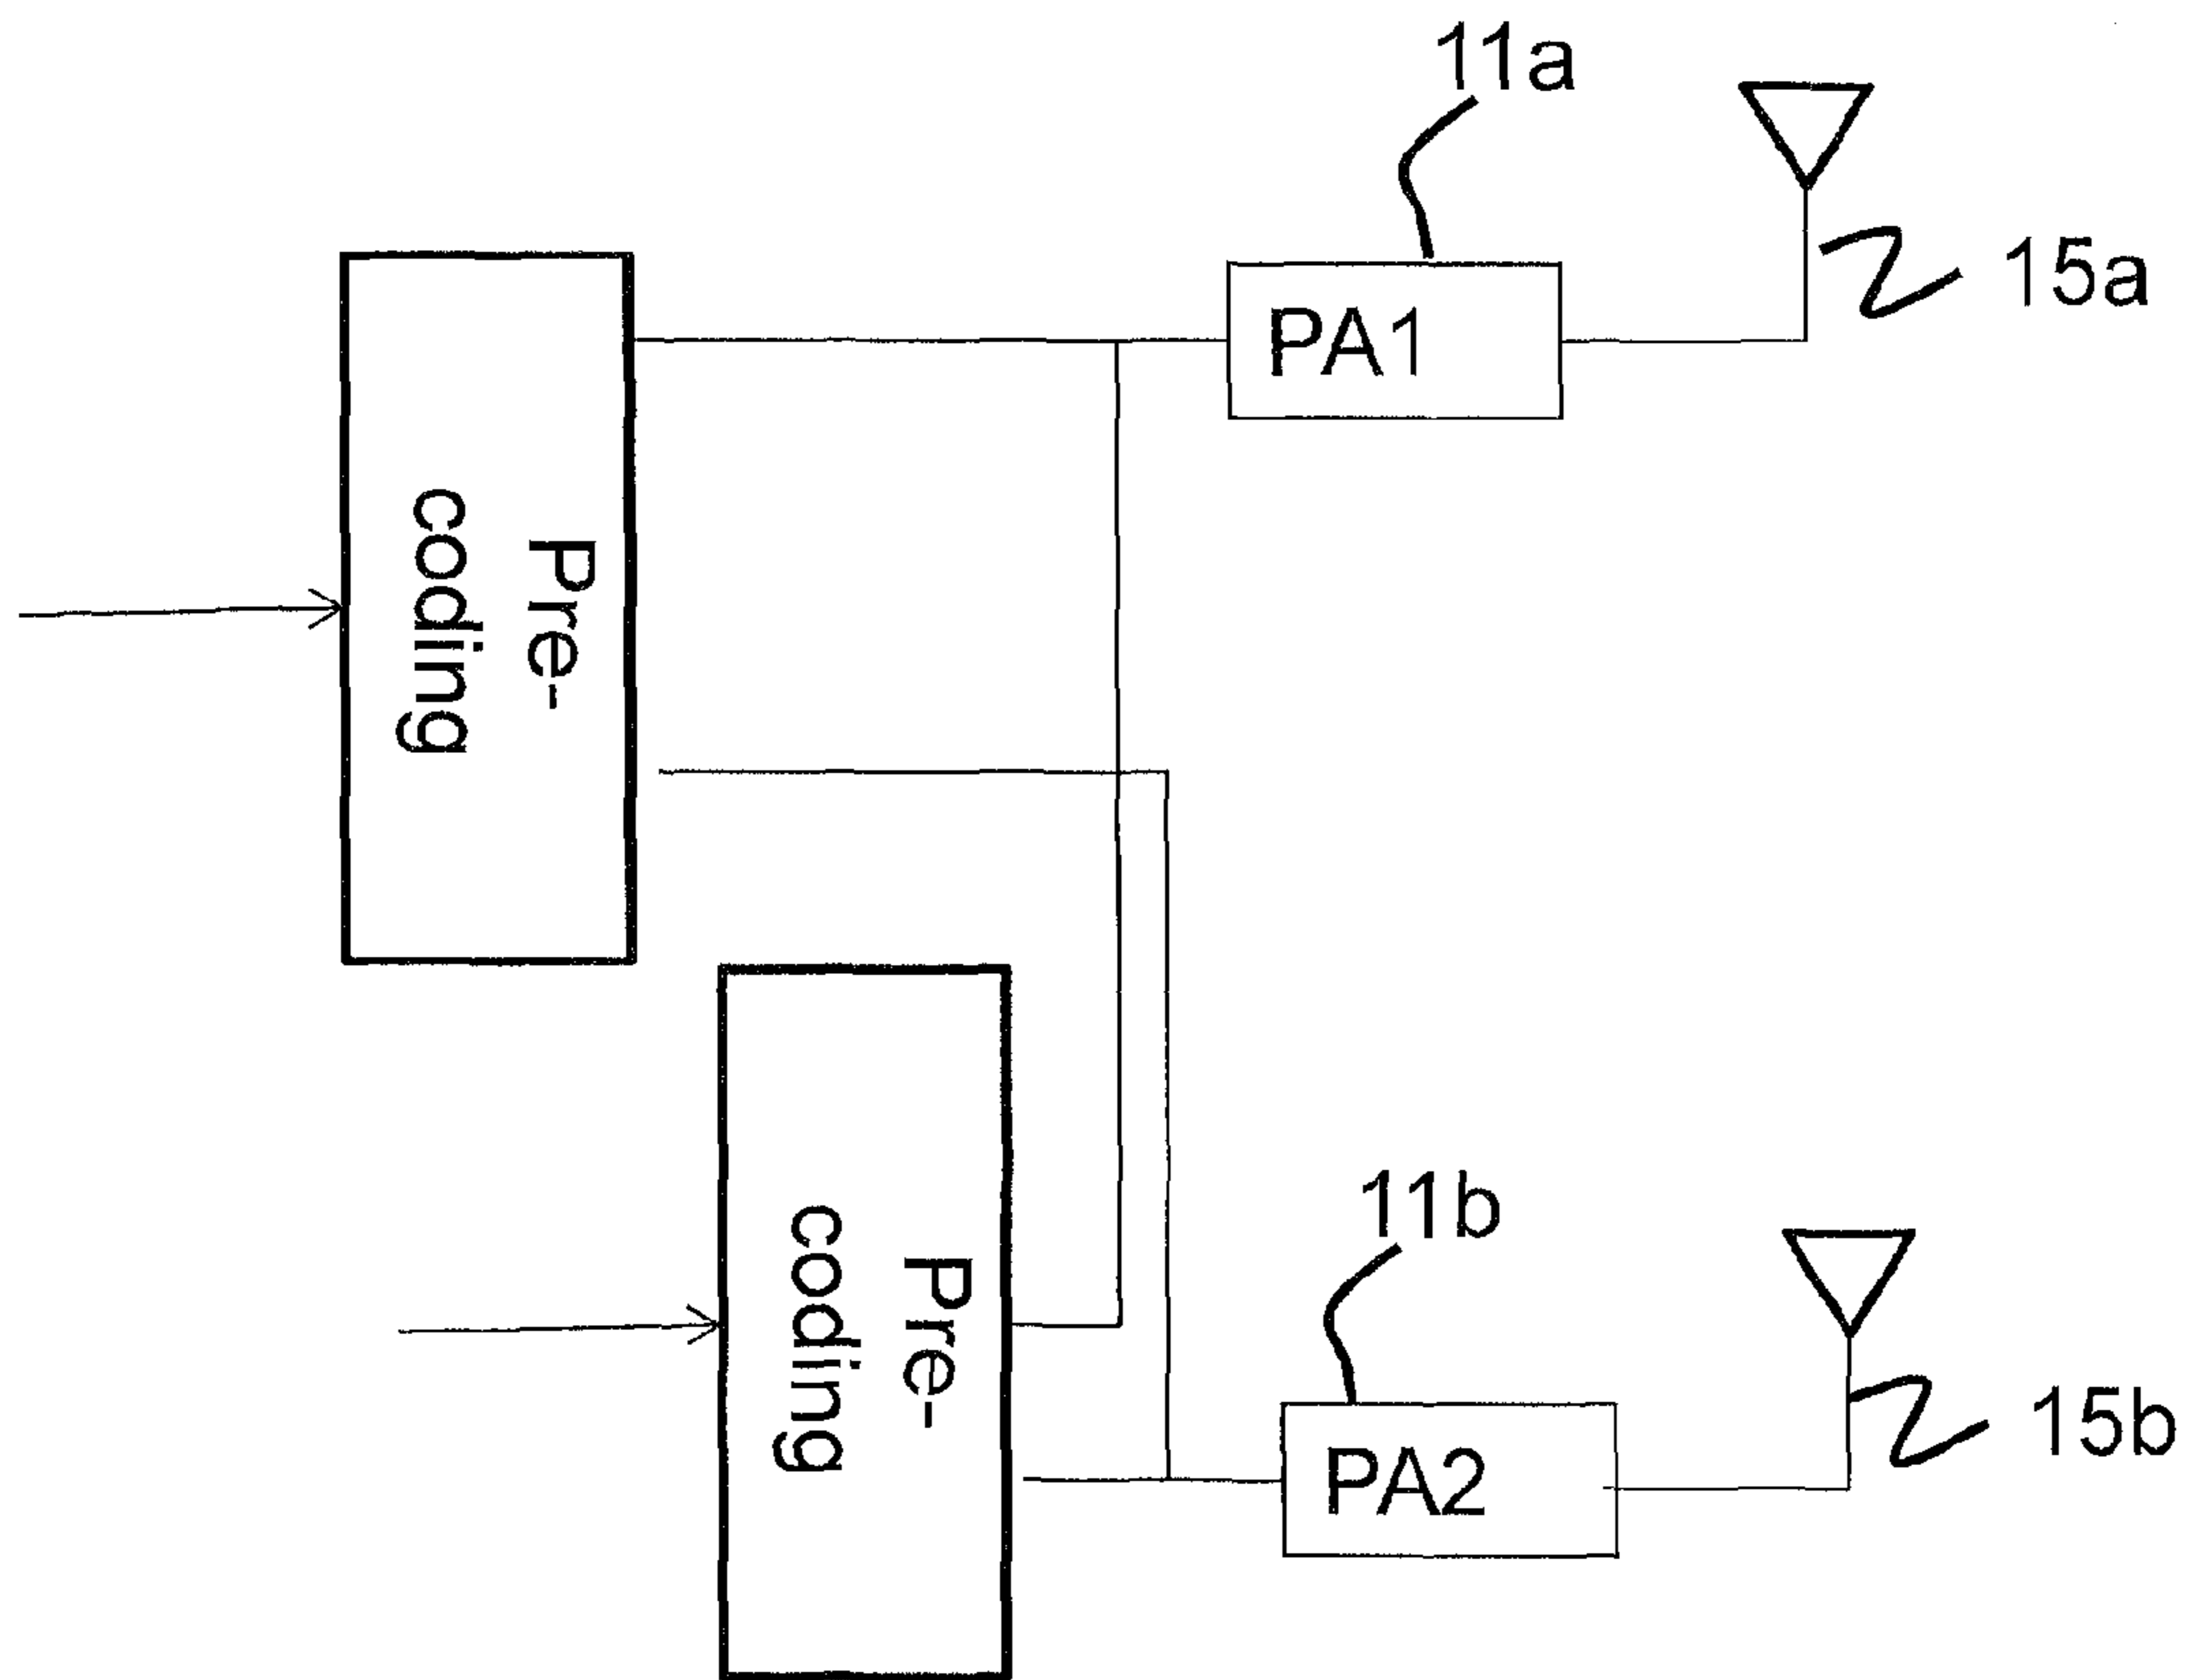 11a
15a
PA1
Pre-
coding
11b
Pre-
coding
15b
PA2